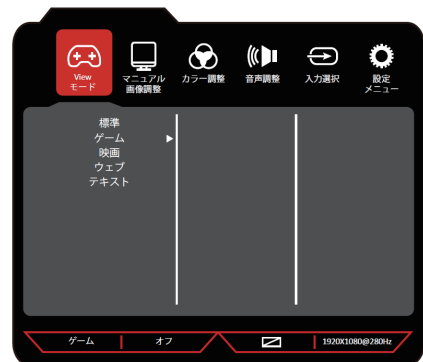 View
モード
マニュアル
画像調整
カラー調整
音声調整
入力選択
設定
メニュー
標準
ゲーム
映画
ウェブ
テキスト
ゲーム
オフ
1920X1080@280Hz